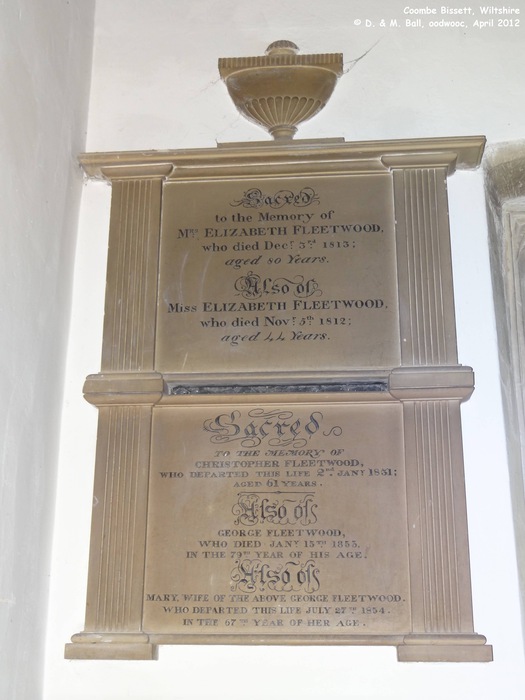 Coombe Bissett, Wiltshire
© D. & M. Ball, oodwooc, April 2012
Sacred
to the Memory of
Mrs. ELIZABETH FLEETWOOD,
who died Decr. 3rd 1813;
aged 80 Years.
Also of
Miss ELIZABETH FLEETWOOD,
who died Novr. 5th 1812;
aged 44 Years.
Sacred
TO THE MEMORY OF
CHRISTOPHER FLEETWOOD,
WHO DEPARTED THIS LIFE 2nd JANY 1851;
AGED 61 YEARS.
Also of
GEORGE FLEETWOOD,
WHO DIED JANY 15TH 1853,
IN THE 79TH YEAR OF HIS AGE.
Also of
MARY, WIFE OF THE ABOVE GEORGE FLEETWOOD.
WHO DEPARTED THIS LIFE JULY 27TH 1854.
IN THE 67TH YEAR OF HER AGE.